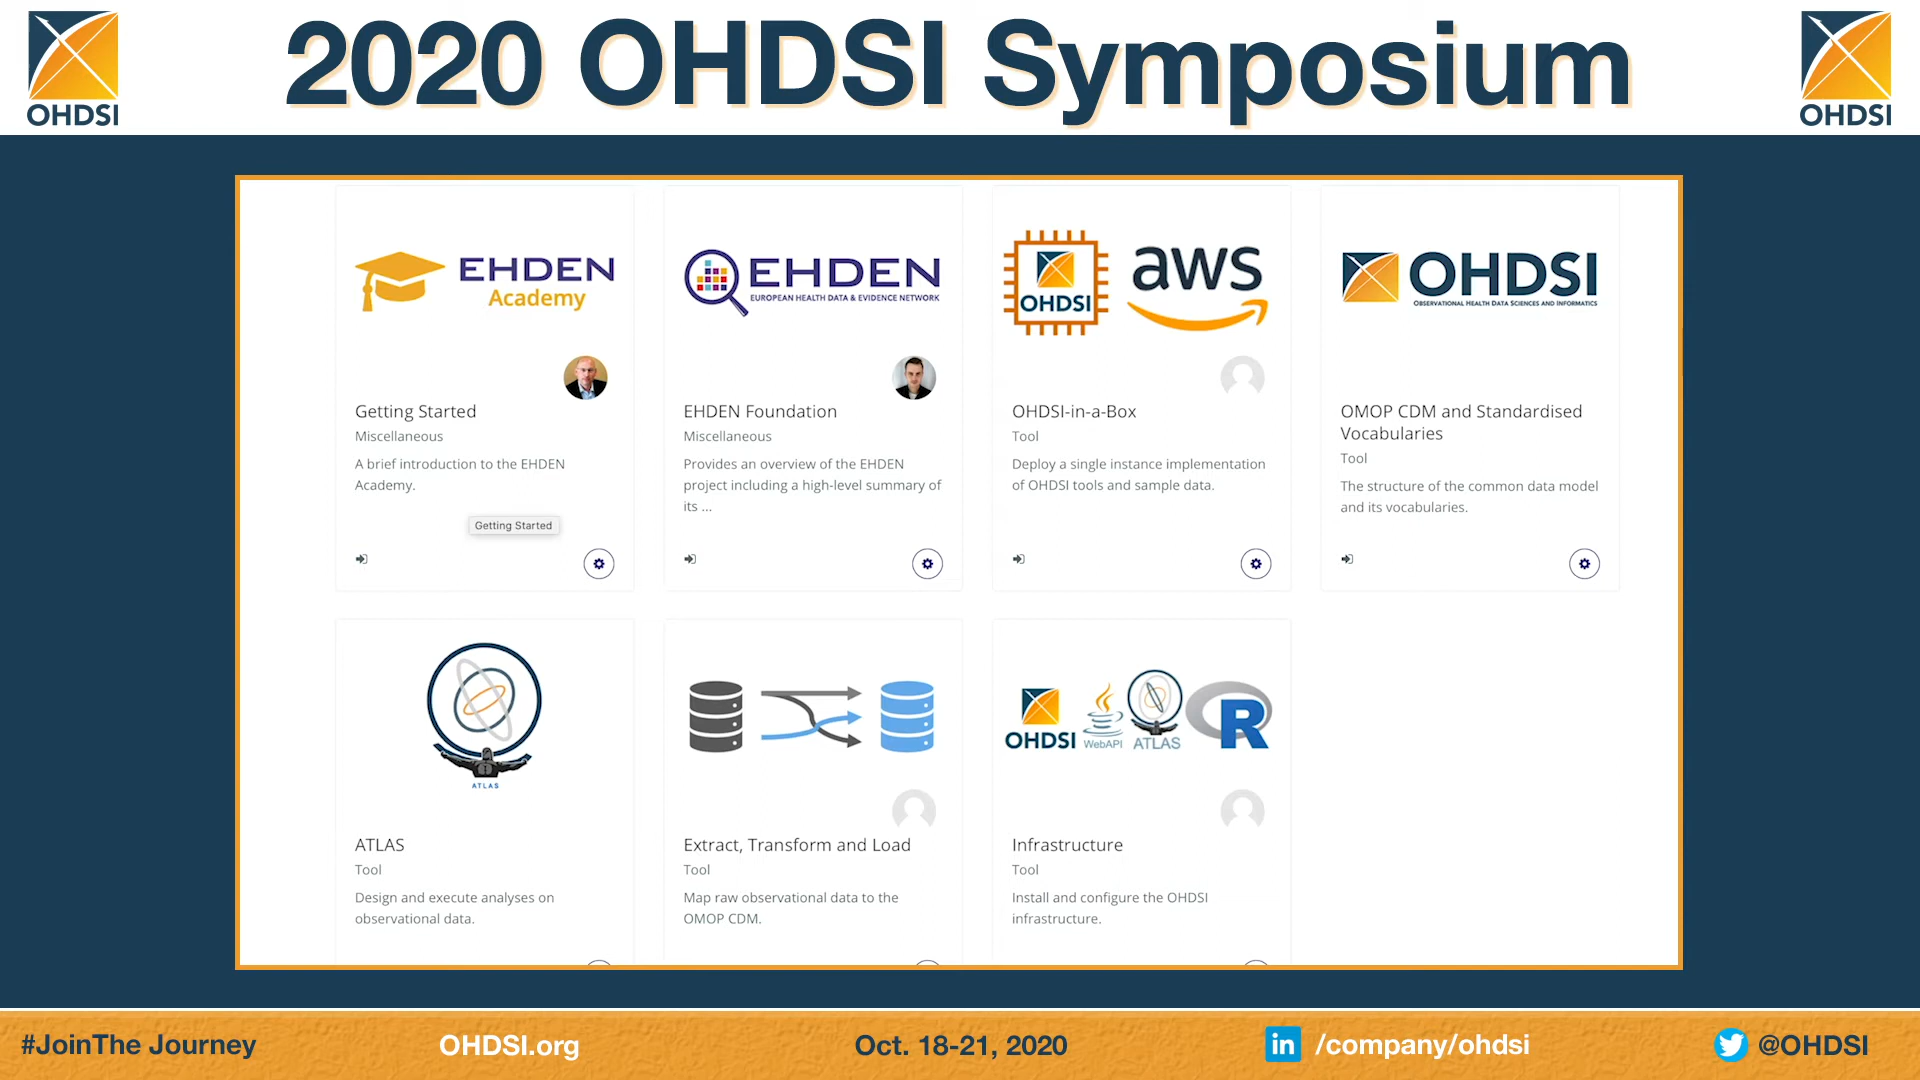 2020 OHDSI Symposium
OHDSI
OHDSI
EHDEN
Academy
Getting Started
Miscellaneous
A brief introduction to the EHDEN
Academy.
Getting Started
EHDEN
EUROPEAN HEALTH DATA & EVIDENCE NETWORK
EHDEN Foundation
Miscellaneous
Provides an overview of the EHDEN
project including a high-level summary of
its ...
OHDSI
aws
OHDSI-in-a-Box
Tool
Deploy a single instance implementation
of OHDSI tools and sample data.
OHDSI
OBSERVATIONAL HEALTH DATA SCIENCES AND INFORMATICS
OMOP CDM and Standardised
Vocabularies
Tool
The structure of the common data model
and its vocabularies.
ATLAS
ATLAS
Tool
Design and execute analyses on
observational data.
Extract, Transform and Load
Tool
Map raw observational data to the
OMOP CDM.
OHDSI
WebAPI
ATLAS
R
Infrastructure
Tool
Install and configure the OHDSI
infrastructure.
#JoinTheJourney
OHDSI.org
Oct. 18-21, 2020
in /company/ohdsi
@OHDSI